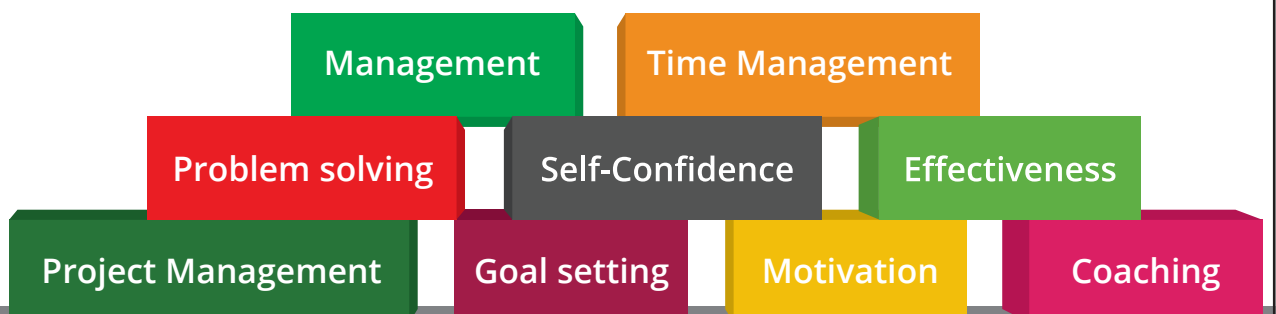 Management
Time Management
Problem solving
Self-Confidence
Effectiveness
Project Management
Goal setting
Motivation
Coaching